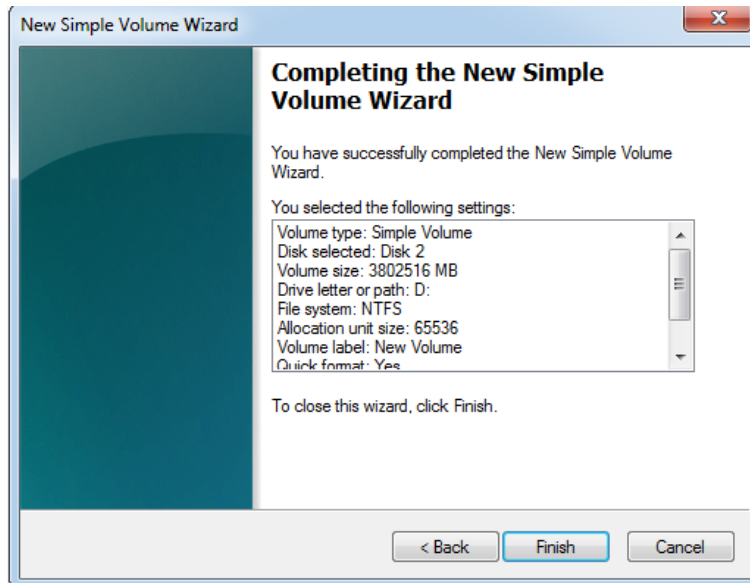 New Simple Volume Wizard
Completing the New Simple
Volume Wizard
You have successfully completed the New Simple Volume
Wizard.
You selected the following settings:
Volume type: Simple Volume
Disk selected: Disk 2
Volume size: 3802516 MB
Drive letter or path: D:
File system: NTFS
Allocation unit size: 65536
Volume label: New Volume
Quick format: Yes
To close this wizard, click Finish.
< Back
Finish
Cancel